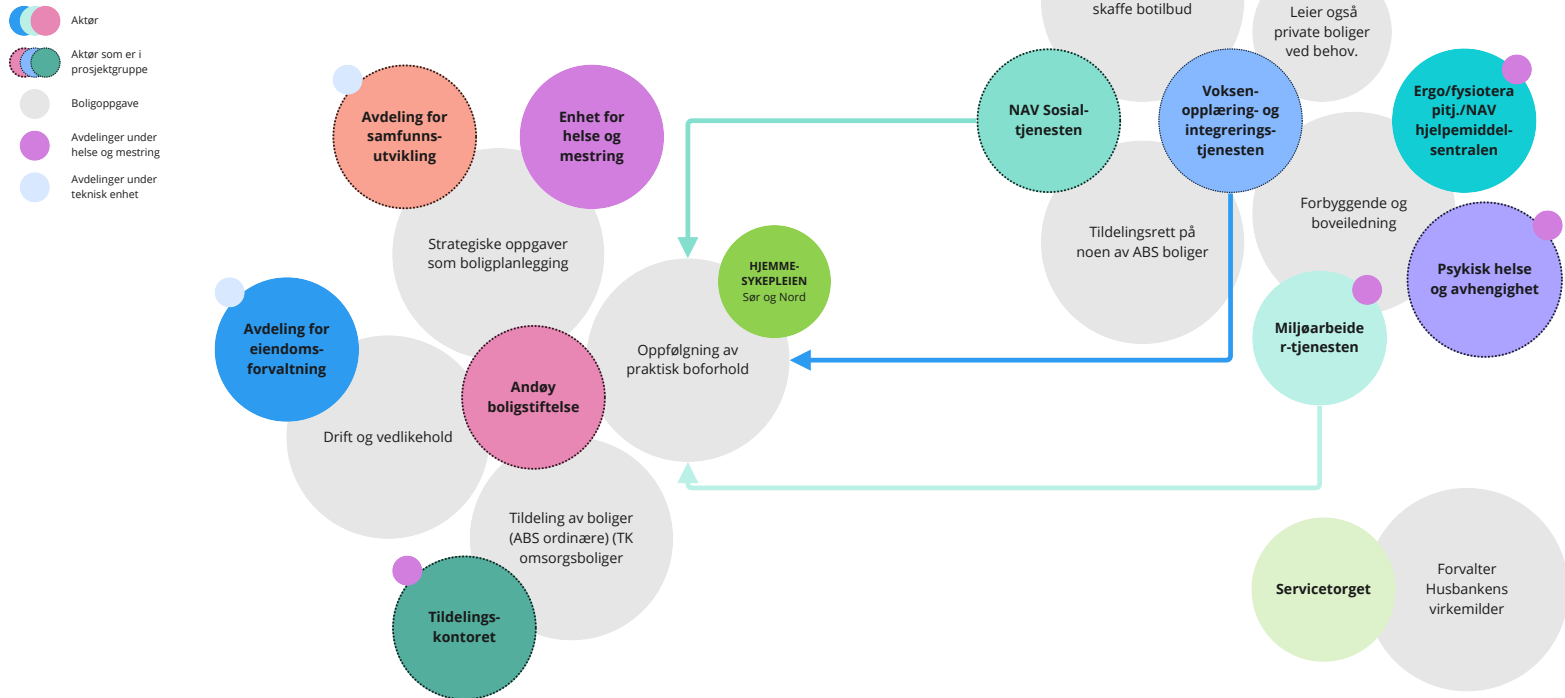 Aktør
Aktør som er i
prosjektgruppe
Boligoppgave
Avdelinger under
helse og mestring
Avdelinger under
teknisk enhet
Avdeling for
samfunns-
utvikling
Enhet for
helse og
mestring
Strategiske oppgaver
som boligplanlegging
Avdeling for
eiendoms-
forvaltning
Drift og vedlikehold
Andøy
boligstiftelse
Oppfølgning av
praktisk boforhold
HJEMME-
SYKEPLEIEN
Sør og Nord
Tildeling av boliger
(ABS ordinære) (TK
omsorgsboliger
Tildelings-
kontoret
skaffe botilbud
Leier også
private boliger
ved behov.
NAV Sosial-
tjenesten
Voksen-
opplæring- og
integrerings-
tjenesten
Ergo/fysiotera
pitj./NAV
hjelpemiddel-
sentralen
Tildelingsrett på
noen av ABS boliger
Forbyggende og
boveiledning
Psykisk helse
og avhengighet
Miljøarbeide
r-tjenesten
Servicetorget
Forvalter
Husbankens
virkemilder